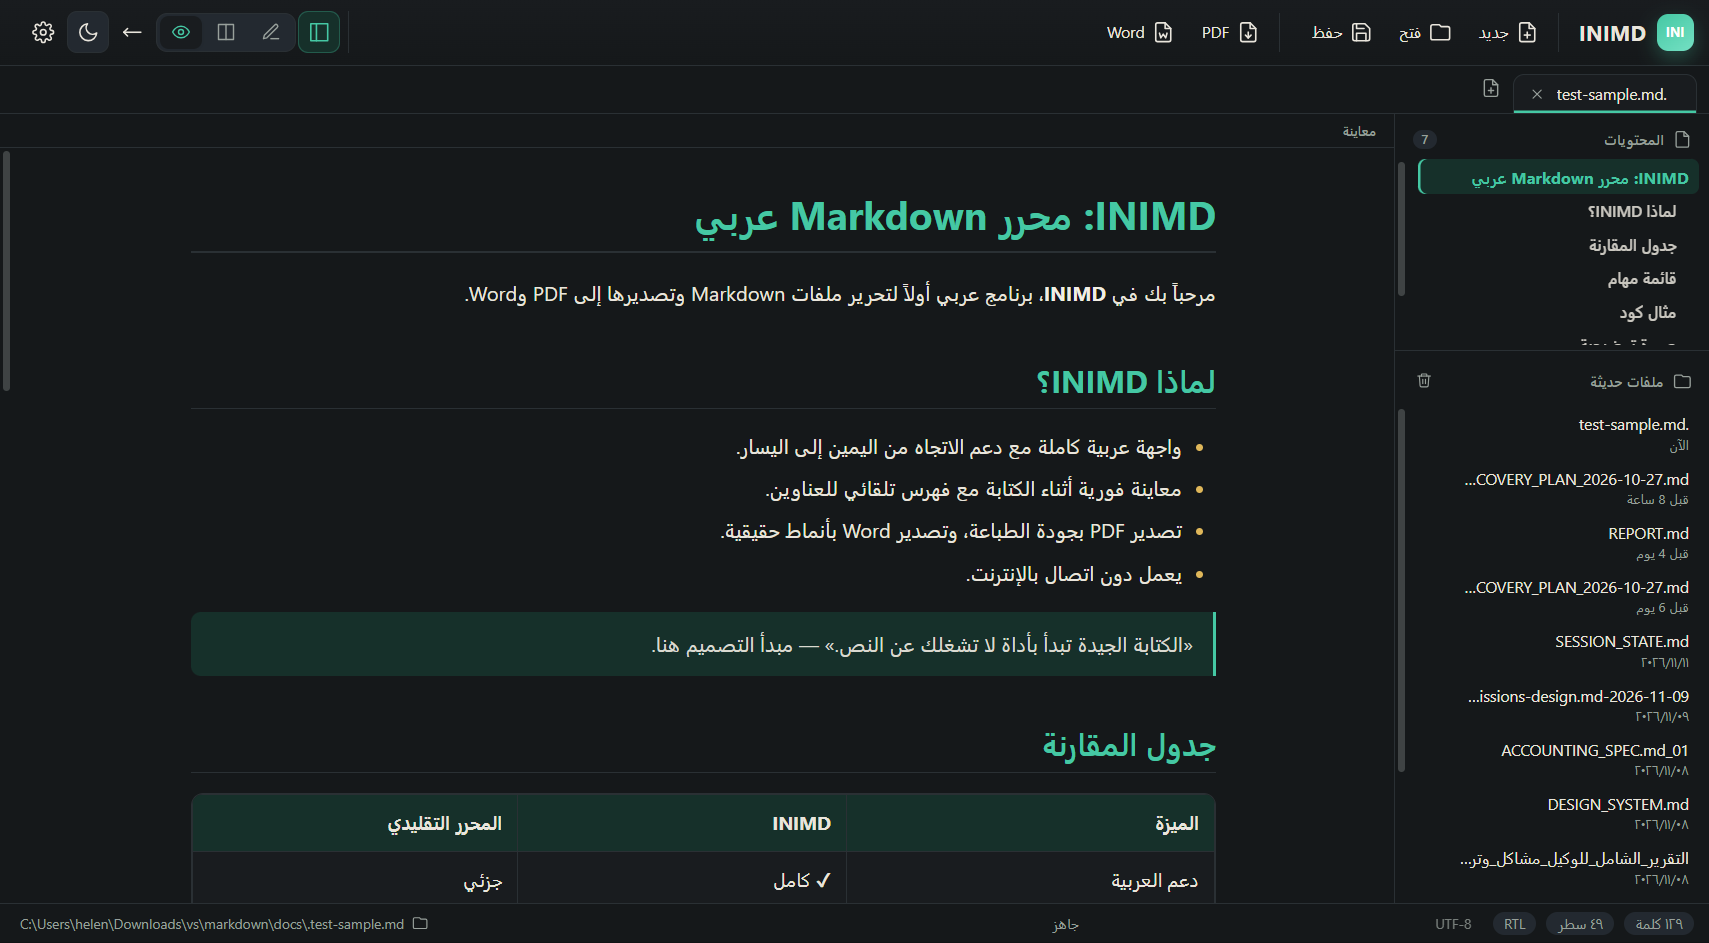 INI INIMD
جديد
فتح
حفظ
PDF
Word
test-sample.md.
المحتويات
7
INIMD: محرر Markdown عربي
لماذا INIMD؟
جدول المقارنة
قائمة مهام
مثال كود
ملفات حديثة
test-sample.md.
الآن
...COVERY_PLAN_2026-10-27.md
قبل 8 ساعة
REPORT.md
قبل 4 يوم
...COVERY_PLAN_2026-10-27.md
قبل 6 يوم
SESSION_STATE.md
٢٠٢٦/١١/١١
...issions-design.md-2026-11-09
٢٠٢٦/١١/٠٩
ACCOUNTING_SPEC.md_01
٢٠٢٦/١١/٠٨
DESIGN_SYSTEM.md
٢٠٢٦/١١/٠٨
التقرير_الشامل_للوكيل_مشاكل_وتر...
٢٠٢٦/١١/٠٨
معاينة
INIMD: محرر Markdown عربي
مرحباً بك في INIMD، برنامج عربي أولاً لتحرير ملفات Markdown وتصديرها إلى PDF وWord.
لماذا INIMD؟
واجهة عربية كاملة مع دعم الاتجاه من اليمين إلى اليسار.
معاينة فورية أثناء الكتابة مع فهرس تلقائي للعناوين.
تصدير PDF بجودة الطباعة، وتصدير Word بأنماط حقيقية.
يعمل دون اتصال بالإنترنت.
«الكتابة الجيدة تبدأ بأداة لا تشغلك عن النص.» — مبدأ التصميم هنا.
جدول المقارنة
الميزة INIMD المحرر التقليدي
دعم العربية ✓ كامل جزئي
١٢٩ كلمة
٤٩ سطر
RTL
UTF-8
جاهز
C:\Users\helen\Downloads\vs\markdown\docs\.test-sample.md